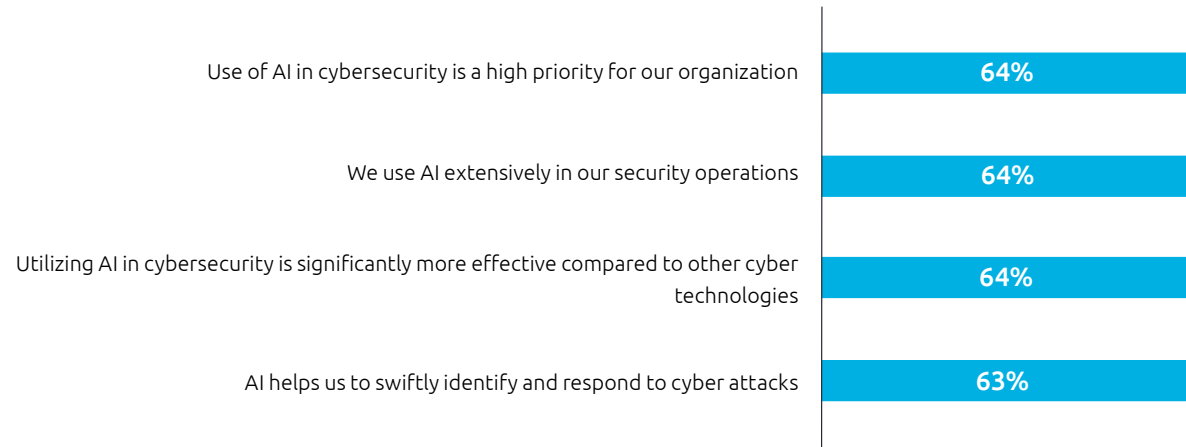 Use of AI in cybersecurity is a high priority for our organization
64%
We use AI extensively in our security operations
64%
Utilizing AI in cybersecurity is significantly more effective compared to other cyber
technologies
64%
AI helps us to swiftly identify and respond to cyber attacks
63%